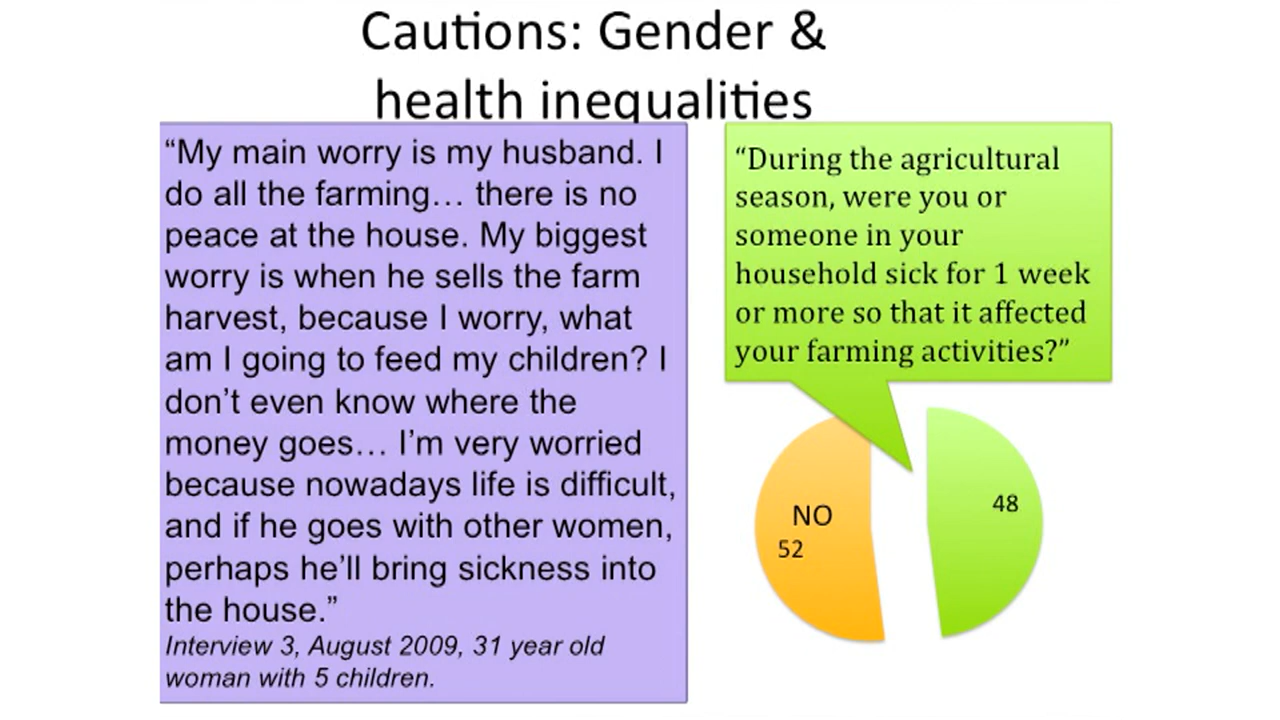 Cautions: Gender &
health inequalities
“My main worry is my husband. I
do all the farming… there is no
peace at the house. My biggest
worry is when he sells the farm
harvest, because I worry, what
am I going to feed my children? I
don’t even know where the
money goes… I’m very worried
because nowadays life is difficult,
and if he goes with other women,
perhaps he’ll bring sickness into
the house.”
Interview 3, August 2009, 31 year old
woman with 5 children.
“During the agricultural
season, were you or
someone in your
household sick for 1 week
or more so that it affected
your farming activities?”
NO
52
48